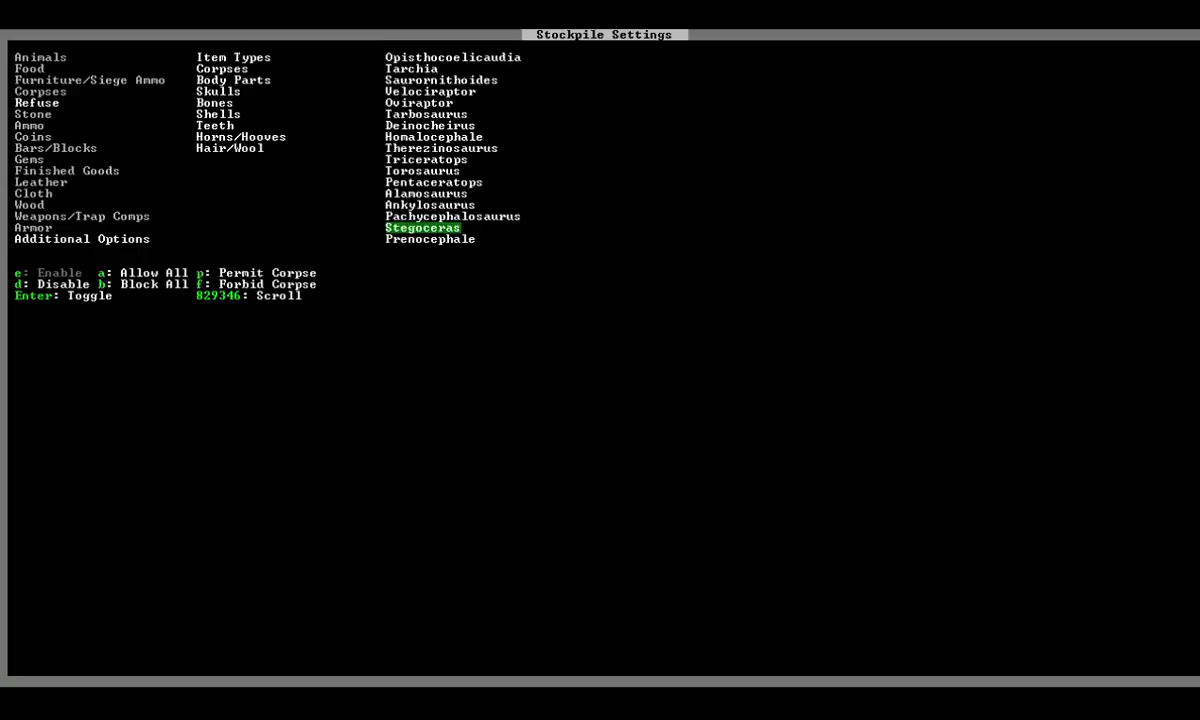 Stockpile Settings
Animals Item Types Opisthocoelicaudia
Food Corpses Tarchia
Furniture/Siege Ammo Body Parts Saurornithoides
Corpses Skulls Velociraptor
Refuse Bones Oviraptor
Stone Shells Tarbosaurus
Ammo Teeth Deinocheirus
Coins Horns/Hooves Homalocephale
Bars/Blocks Hair/Wool Therezinosaurus
Gems Triceratops
Finished Goods Torosaurus
Leather Pentaceratops
Cloth Alamosaurus
Wood Ankylosaurus
Weapons/Trap Comps Pachycephalosaurus
Armor Stegoceras
Additional Options Prenocephale
e: Enable a: Allow All p: Permit Corpse
d: Disable b: Block All f: Forbid Corpse
Enter: Toggle 829346: Scroll